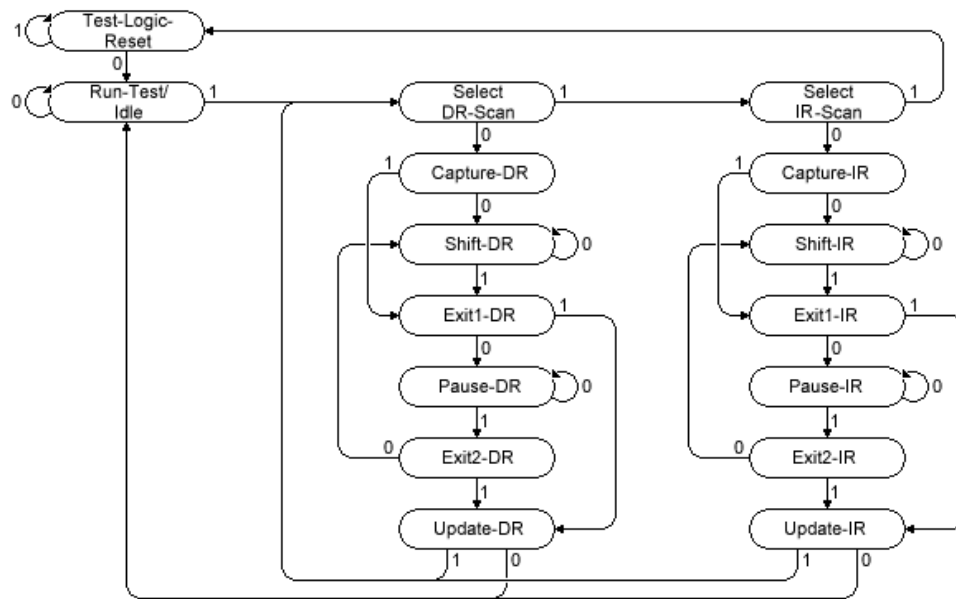 1
Test-Logic-
Reset
0
0
Run-Test/
Idle
1
Select
DR-Scan
1
Select
IR-Scan
1
0
0
1
Capture-DR
1
Capture-IR
0
0
Shift-DR
0
Shift-IR
0
1
1
Exit1-DR
1
Exit1-IR
1
0
0
Pause-DR
0
Pause-IR
0
1
1
0
Exit2-DR
0
Exit2-IR
1
1
Update-DR
Update-IR
1
0
1
0